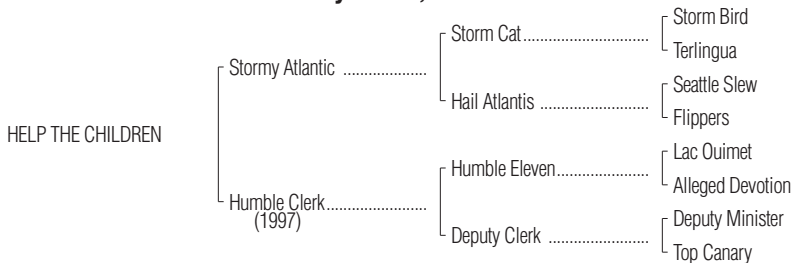 Storm Bird
Storm Cat........................................
Terlingua
Stormy Atlantic ....................
Seattle Slew
Hail Atlantis ..................................
Flippers
HELP THE CHILDREN
Lac Ouimet
Humble Eleven..............................
Alleged Devotion
Humble Clerk........................
(1997)
Deputy Minister
Deputy Clerk ................................
Top Canary